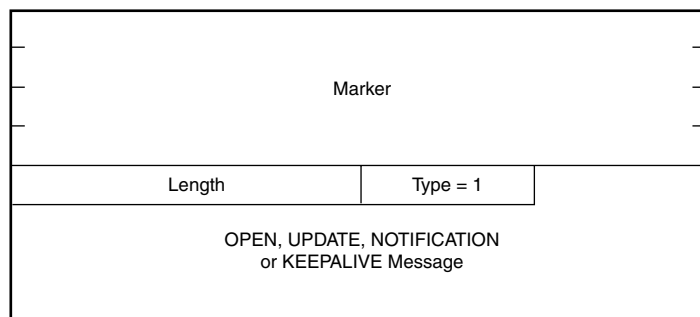 Marker
Length
Type = 1
OPEN, UPDATE, NOTIFICATION
or KEEPALIVE Message